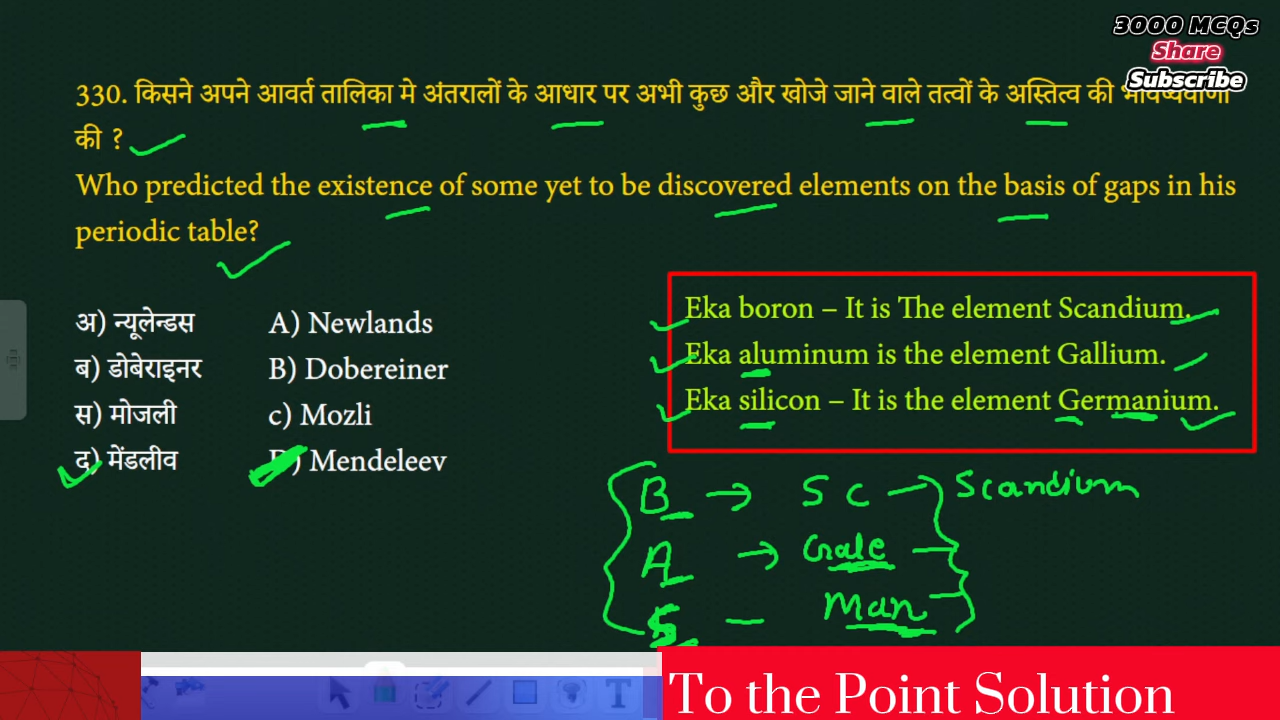 3000 MCQs
Share
Subscribe
330. किसने अपने आवर्त तालिका मे अंतरालों के आधार पर अभी कुछ और खोजे जाने वाले तत्वों के अस्तित्व की
की ?
Who predicted the existence of some yet to be discovered elements on the basis of gaps in his
periodic table?
अ) न्यूलेन्डस A) Newlands
ब) डोबेराइनर B) Dobereiner
स) मोजली c) Mozli
द) मेंडलीव D) Mendeleev
Eka boron – It is The element Scandium.
Eka aluminum is the element Gallium.
Eka silicon – It is the element Germanium.
B → Sc – Scandium
A → Gale
S – Man
To the Point Solution
T